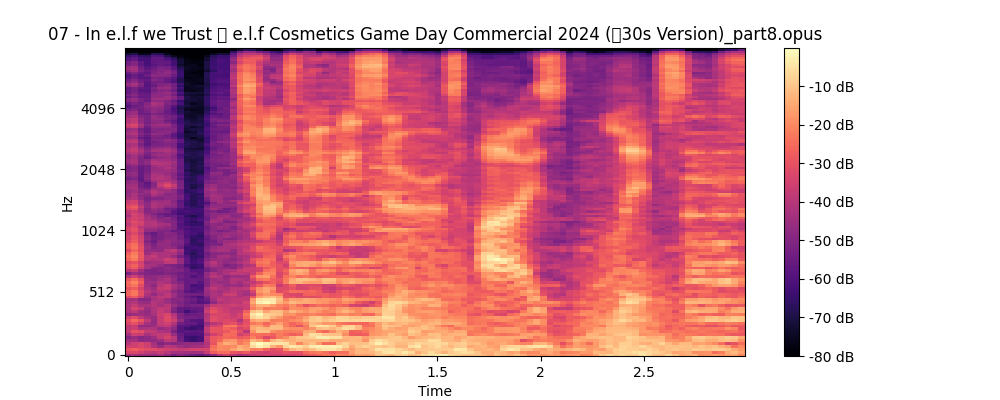 07 - In e.l.f we Trust ▯ e.l.f Cosmetics Game Day Commercial 2024 (▯30s Version)_part8.opus
Hz
4096
2048
1024
512
0
0 0.5 1 1.5 2 2.5
Time
-10 dB
-20 dB
-30 dB
-40 dB
-50 dB
-60 dB
-70 dB
-80 dB